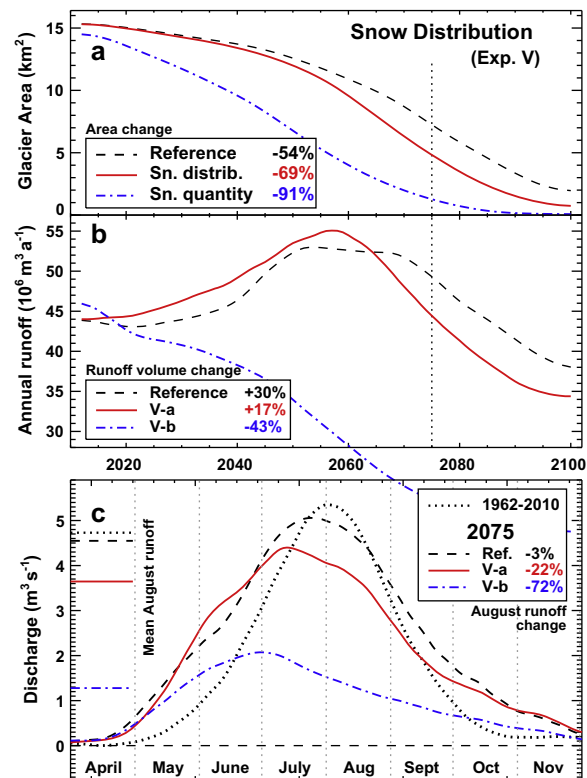 Snow Distribution
(Exp. V)
a
Glacier Area (km2)
15
10
5
0
Area change
Reference -54%
Sn. distrib. -69%
Sn. quantity -91%
b
Annual runoff (10⁶ m³ a⁻¹)
55
50
45
40
35
30
Runoff volume change
Reference +30%
V-a +17%
V-b -43%
2020 2040 2060 2080 2100
c
Discharge (m³ s⁻¹)
5
4
3
2
1
0
Mean August runoff
1962-2010
2075
Ref. -3%
V-a -22%
V-b -72%
August runoff
change
April May June July Aug Sept Oct Nov